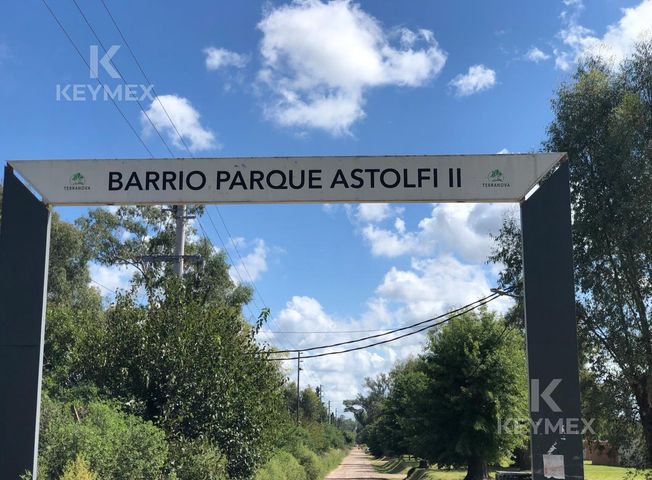 K
KEYMEX
BARRIO PARQUE ASTOLFI II
TERRANOVA
TERRANOVA
K
KEYMEX